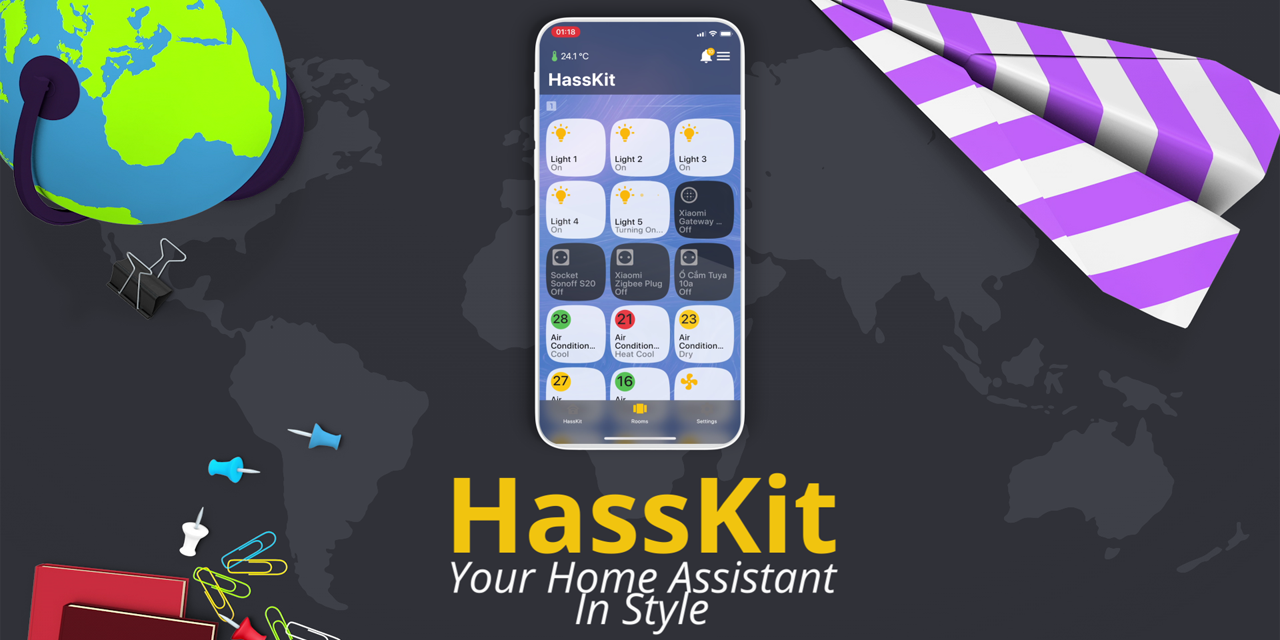 01:18
24.1 °C
HassKit
1
Light 1
On
Light 2
On
Light 3
On
Light 4
On
Light 5
Turning On...
Xiaomi
Gateway ...
Off
Socket
Sonoff S20
Off
Xiaomi
Zigbee Plug
Off
Ổ Cắm Tuya
10a
Off
28
Air
Condition...
Cool
21
Air
Condition...
Heat Cool
23
Air
Condition...
Dry
27
16
HassKit
Rooms
Settings
HassKit
Your Home Assistant
In Style